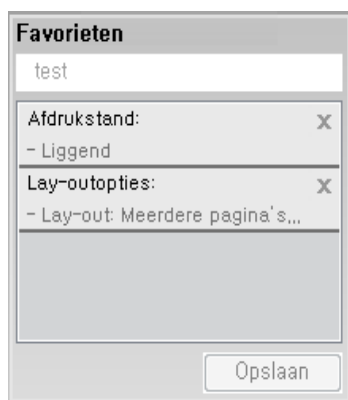 Favorieten
test
Afdrukstand:
x
- Liggend
Lay-outopties:
x
- Lay-out: Meerdere pagina's,,,
Opslaan